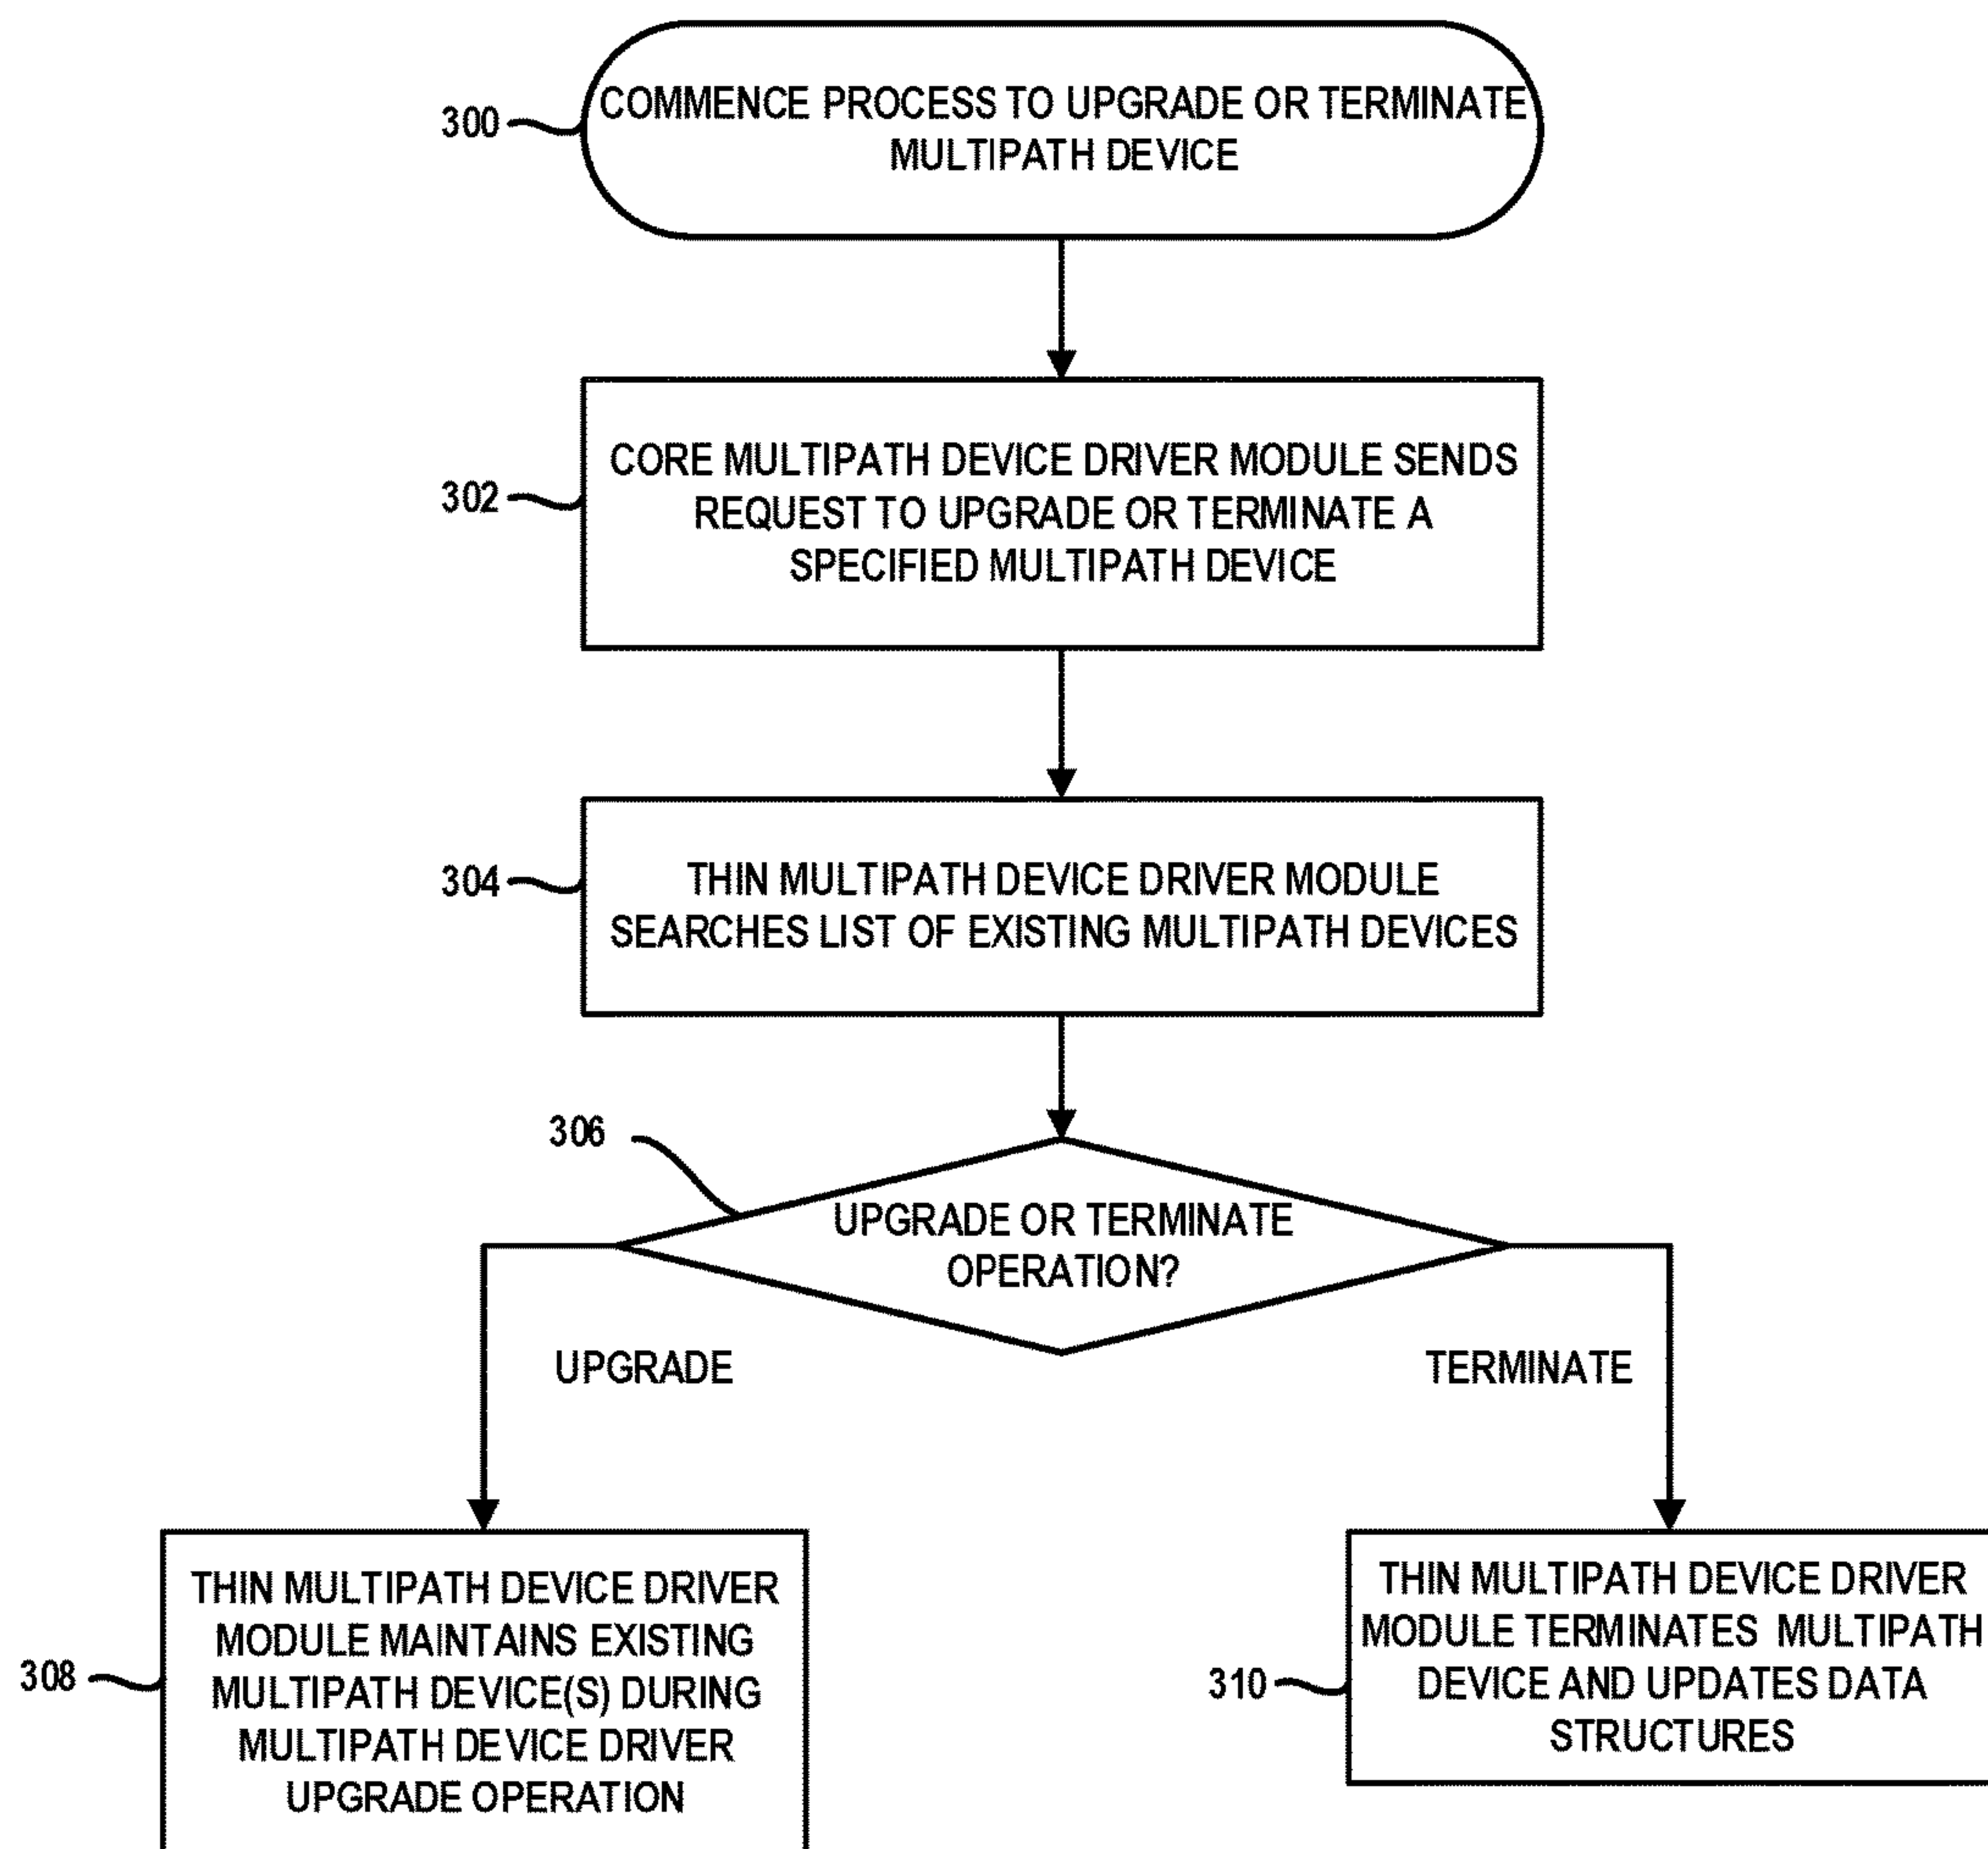 300
COMMENCE PROCESS TO UPGRADE OR TERMINATE
MULTIPATH DEVICE
302
CORE MULTIPATH DEVICE DRIVER MODULE SENDS
REQUEST TO UPGRADE OR TERMINATE A
SPECIFIED MULTIPATH DEVICE
304
THIN MULTIPATH DEVICE DRIVER MODULE
SEARCHES LIST OF EXISTING MULTIPATH DEVICES
306
UPGRADE OR TERMINATE
OPERATION?
UPGRADE
TERMINATE
308
THIN MULTIPATH DEVICE DRIVER
MODULE MAINTAINS EXISTING
MULTIPATH DEVICE(S) DURING
MULTIPATH DEVICE DRIVER
UPGRADE OPERATION
310
THIN MULTIPATH DEVICE DRIVER
MODULE TERMINATES MULTIPATH
DEVICE AND UPDATES DATA
STRUCTURES